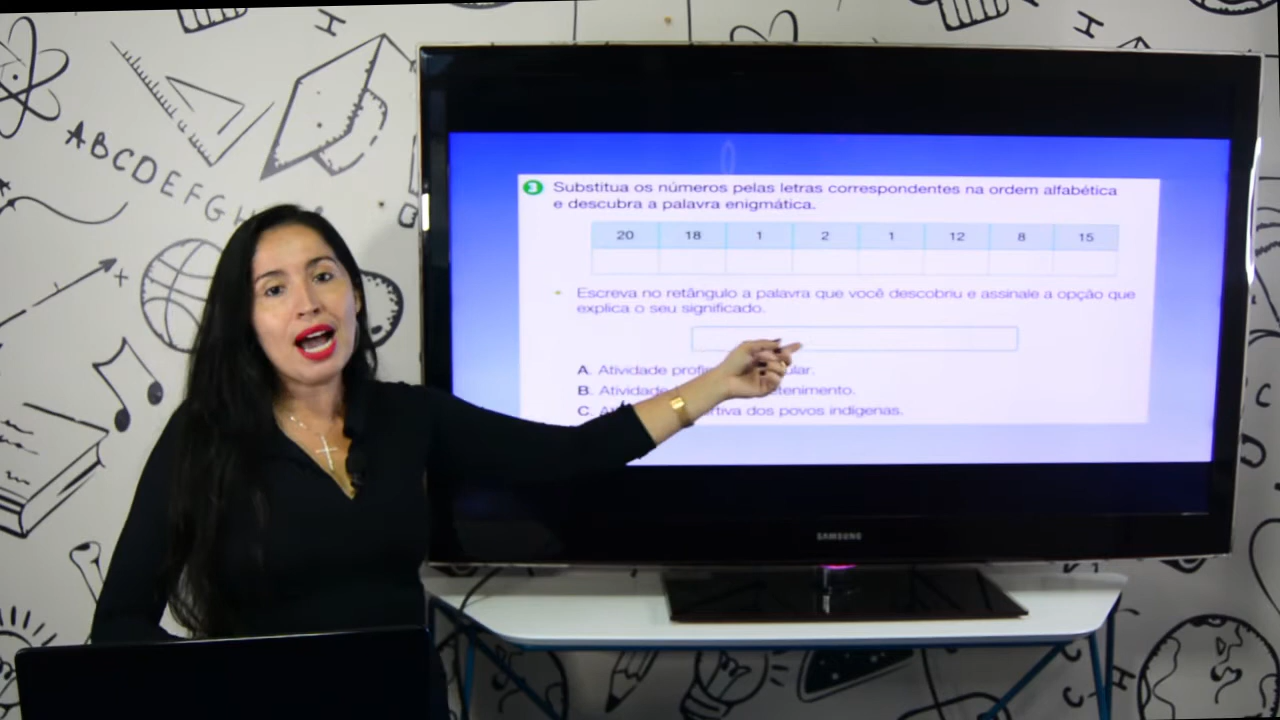 H
H
ABCDEFGH
3 Substitua os números pelas letras correspondentes na ordem alfabética
e descubra a palavra enigmática.
20 18 1 2 1 12 8 15
• Escreva no retângulo a palavra que você descobriu e assinale a opção que
explica o seu significado.
A. Atividade
B. Atividade
C. dos povos indígenas.
SAMSUNG